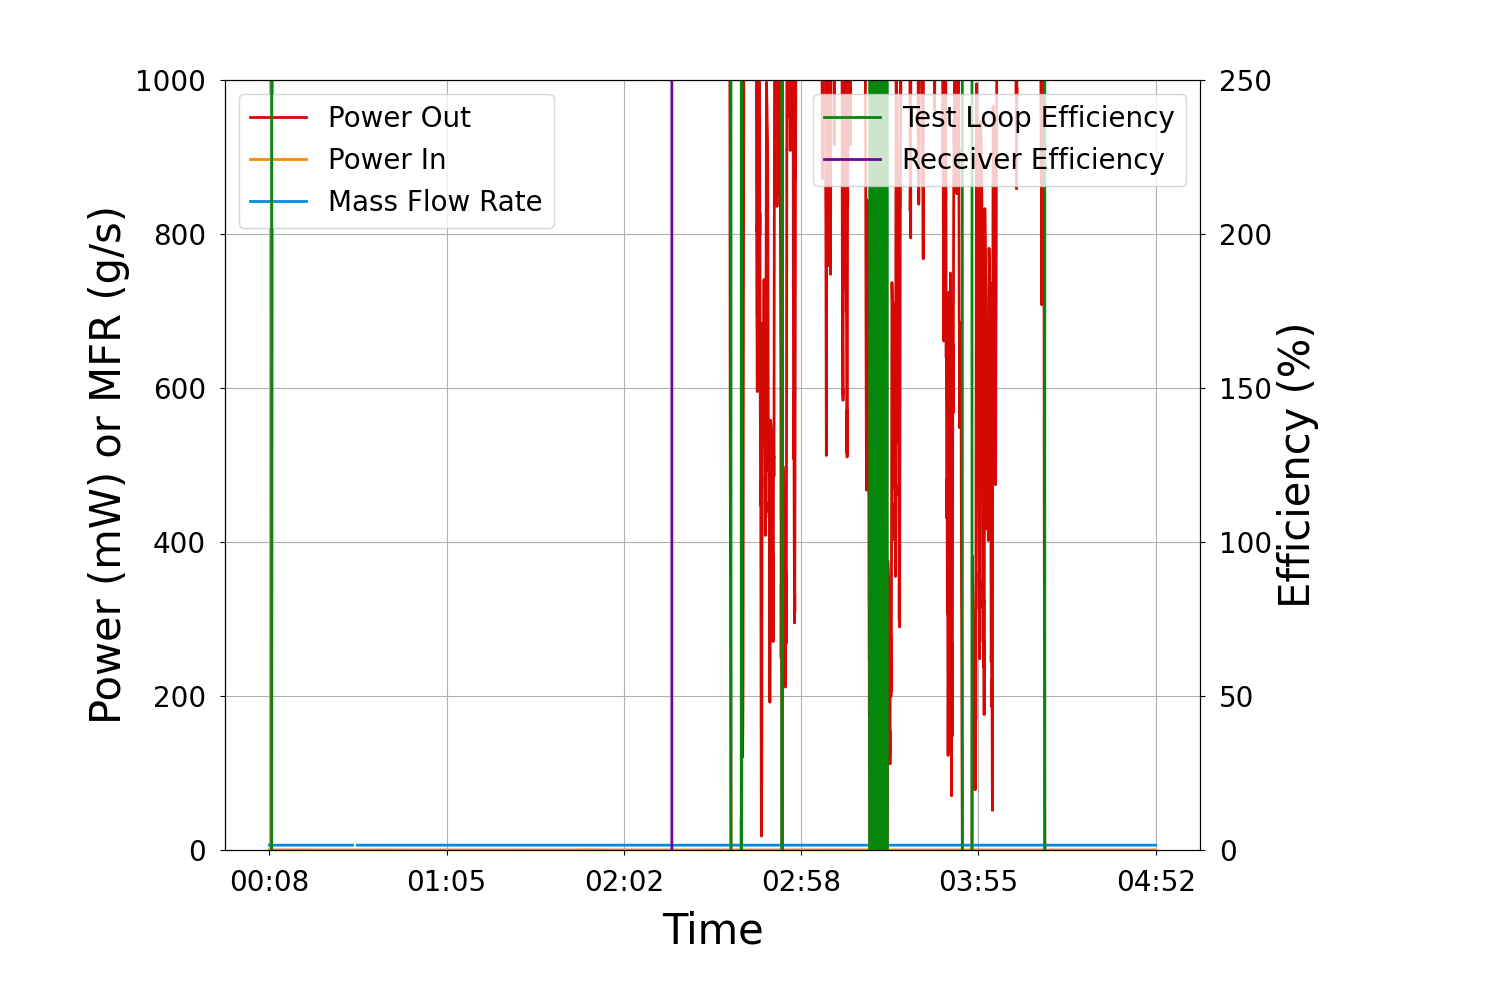 Power Out
Power In
Mass Flow Rate
Test Loop Efficiency
Receiver Efficiency
1000
800
600
400
200
0
Power (mW) or MFR (g/s)
250
200
150
100
50
0
Efficiency (%)
00:08 01:05 02:02 02:58 03:55 04:52
Time